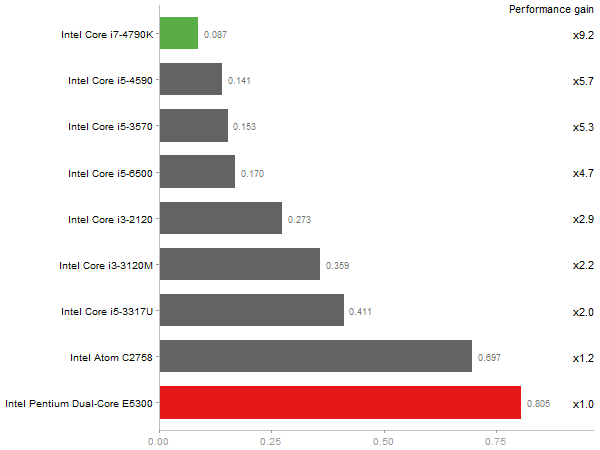 Performance gain
Intel Core i7-4790K 0.087 x9.2
Intel Core i5-4590 0.141 x5.7
Intel Core i5-3570 0.153 x5.3
Intel Core i5-6500 0.170 x4.7
Intel Core i3-2120 0.273 x2.9
Intel Core i3-3120M 0.359 x2.2
Intel Core i5-3317U 0.411 x2.0
Intel Atom C2758 0.697 x1.2
Intel Pentium Dual-Core E5300 0.805 x1.0
0.00 0.25 0.50 0.75